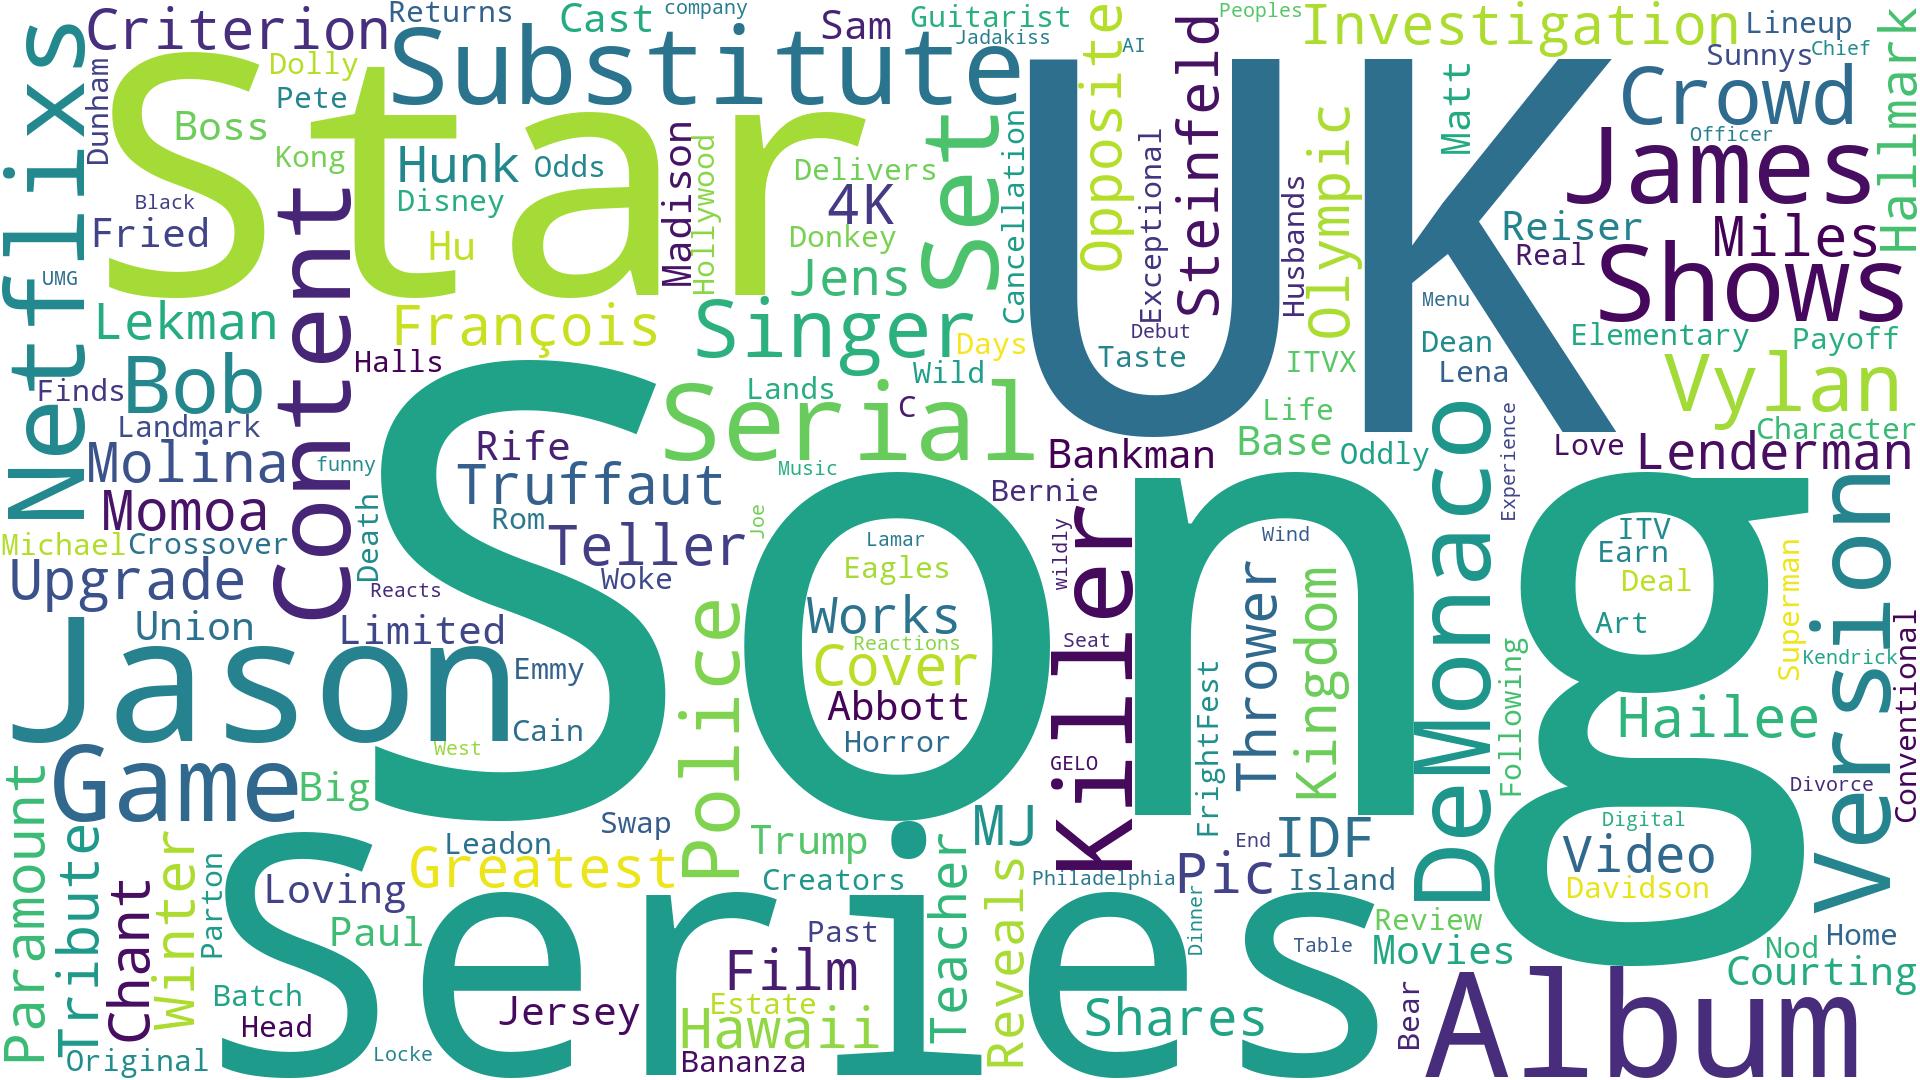 Netflixs
Criterion
Returns
Cast
company
Sam
Guitarist
Jadakiss
Opposite
AI
Steinfeld
Peoples
Investigation
Lineup
Sunnys
Chief
Hallmark
Dunham
Dolly
Pete
Substitute
Star
UK
Matt
Crowd
Officer
Boss
Kong
Hunk
Odds
Madison
Hollywood
Delivers
Set
Cancellation
Exceptional
Husbands
Olympic
James
Black
Fried
Content
Disney
Hu
4K
Donkey
Jens
Reiser
Real
Miles
Shows
UMG
Lekman
François
Singer
Days
Debut
Taste
ITVX
Menu
Dean
Elementary
Payoff
Halls
Finds
Bob
Lands
Wild
Lena
Vylan
Landmark
Serial
C
Life
Base
Oddly
Character
Molina
funny
Rife
Truffaut
Music
Bankman
DeMonaco
Experience
Love
Lenderman
Momoa
Death
Rom
Teller
Joe
Bernie
Wildly
Killer
Wind
ITV
Version
Michael
Crossover
Song
Lamar
Earn
Superman
Upgrade
Reacts
Woke
Eagles
Deal
Union
Limited
Police
Works
Seat
Thrower
Kingdom
Art
Conventional
Jason
Emmy
Reactions
Cover
Following
Kendrick
Cain
Abbott
FrightFest
Hailee
West
Horror
GELO
Game
Big
Divorce
Paramount
Tribute
Swap
MJ
End
IDF
Digital
Winter
Parton
Leadon
Trump
Teacher
Video
Chant
Loving
Greatest
Creators
Reveals
Philadelphia
Pic
Island
Davidson
Series
Paul
Past
Dinner
Review
Home
Film
Table
Movies
Nod
Courting
Batch
Head
Jersey
Estate
Hawaii
Shares
Bear
Album
Original
Locke
Bananza